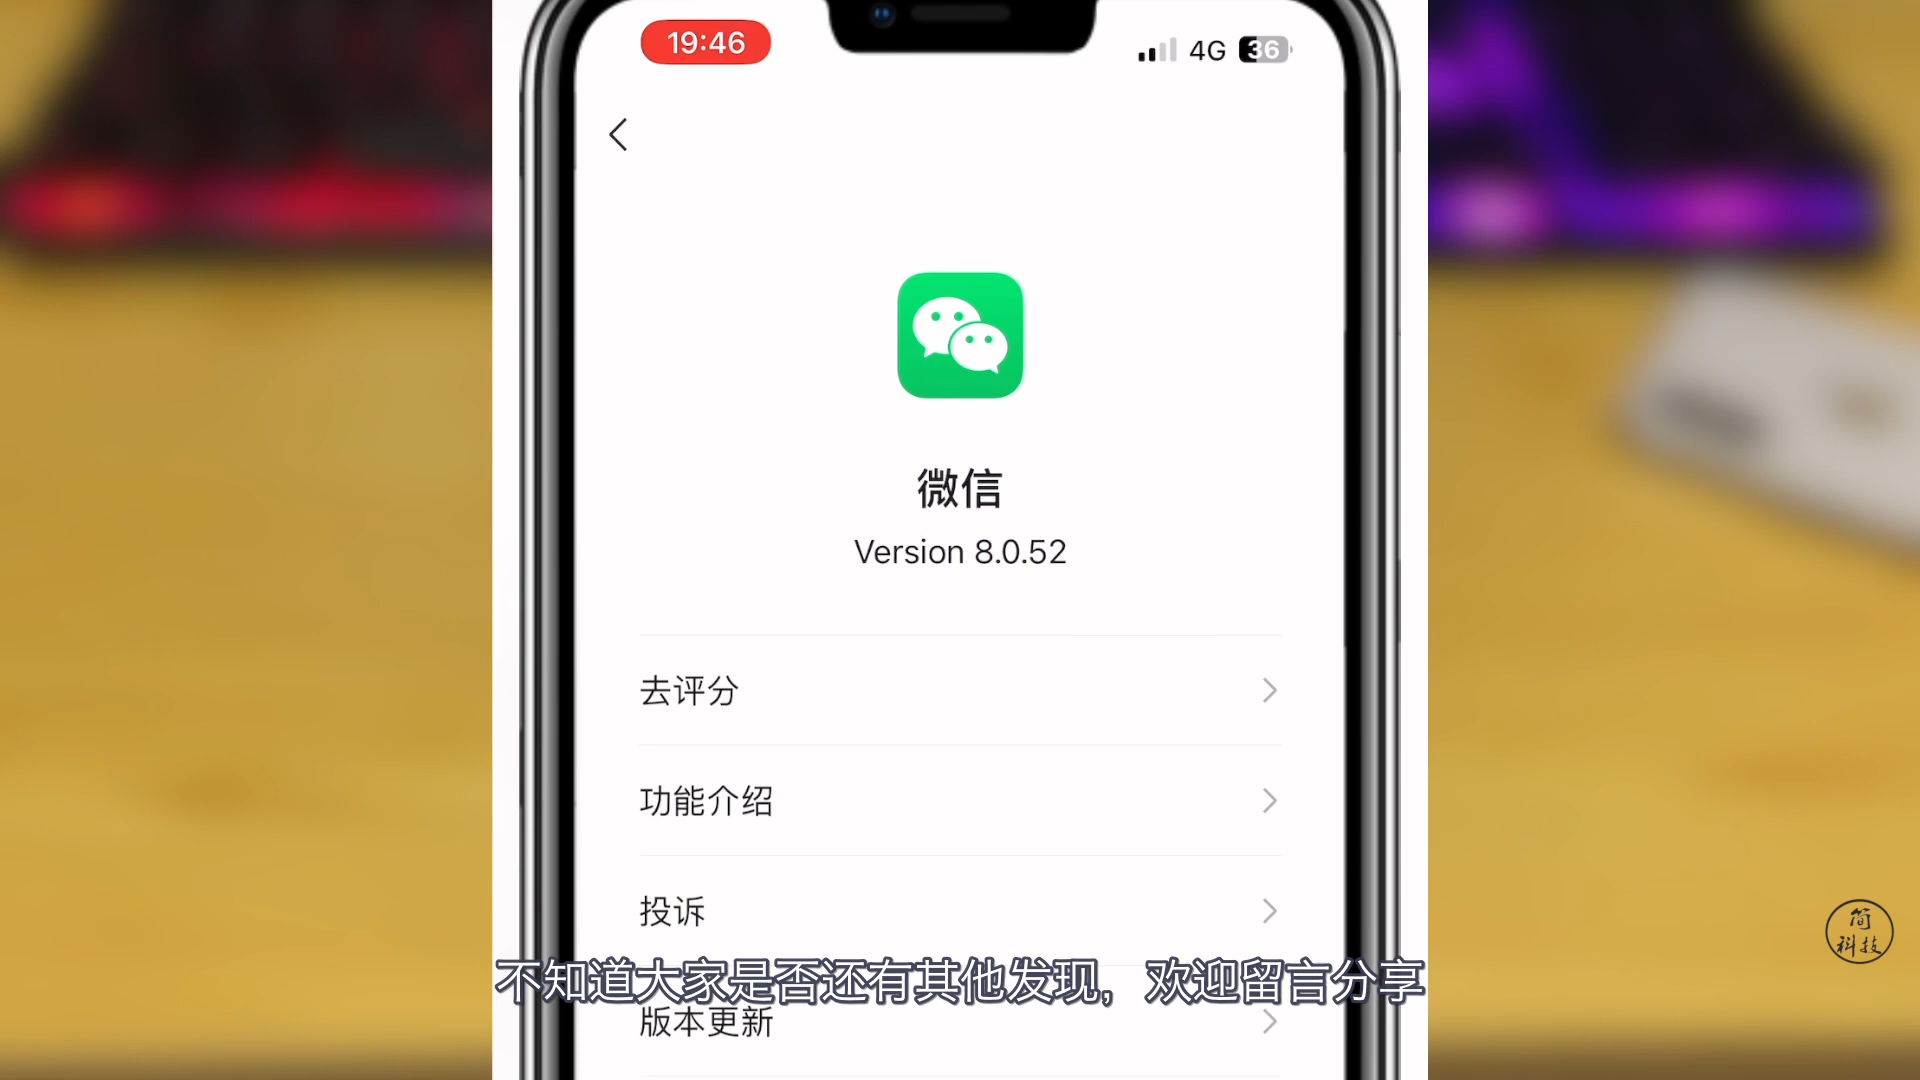 19:46
4G 36
微信
Version 8.0.52
去评分
功能介绍
投诉
不知道大家是否还有其他发现，欢迎留言分享
版本更新
简
科技